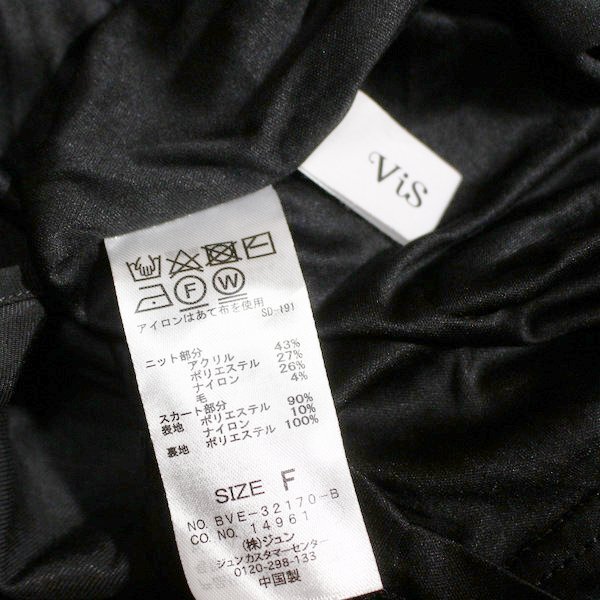 ViS
F W
アイロンはあて布を使用
SD-191
ニット部分
アクリル 43%
ポリエステル 27%
ナイロン 26%
毛 4%
スカート部分
表地 ポリエステル 90%
ナイロン 10%
裏地 ポリエステル 100%
SIZE F
NO. BVE-32170-B
CO NO. 14961
(株)ジュン
ジュンカスタマーセンター
0120-298-133
中国製